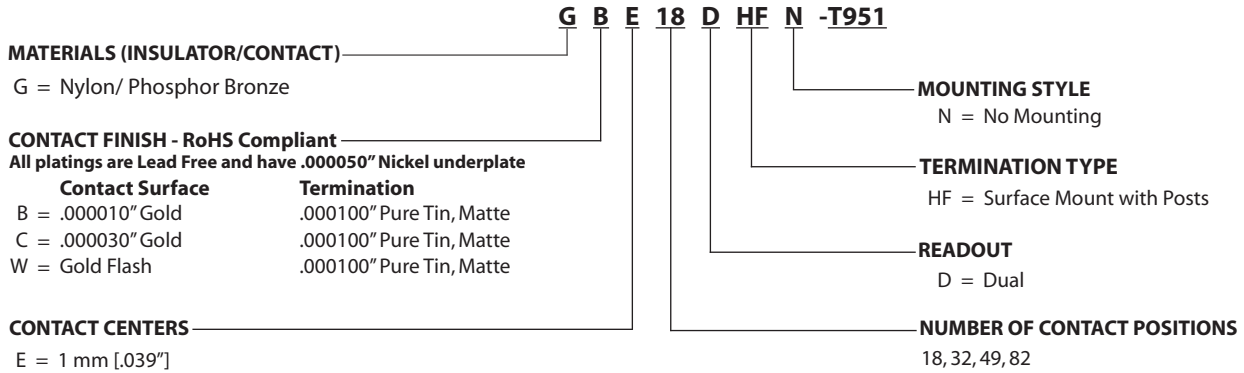 G B E 18 D HF N -T951
MATERIALS (INSULATOR/CONTACT)
G = Nylon/ Phosphor Bronze
CONTACT FINISH - RoHS Compliant
All platings are Lead Free and have .000050" Nickel underplate
Contact Surface Termination
B = .000010" Gold .000100" Pure Tin, Matte
C = .000030" Gold .000100" Pure Tin, Matte
W = Gold Flash .000100" Pure Tin, Matte
CONTACT CENTERS
E = 1 mm [.039"]
MOUNTING STYLE
N = No Mounting
TERMINATION TYPE
HF = Surface Mount with Posts
READOUT
D = Dual
NUMBER OF CONTACT POSITIONS
18, 32, 49, 82